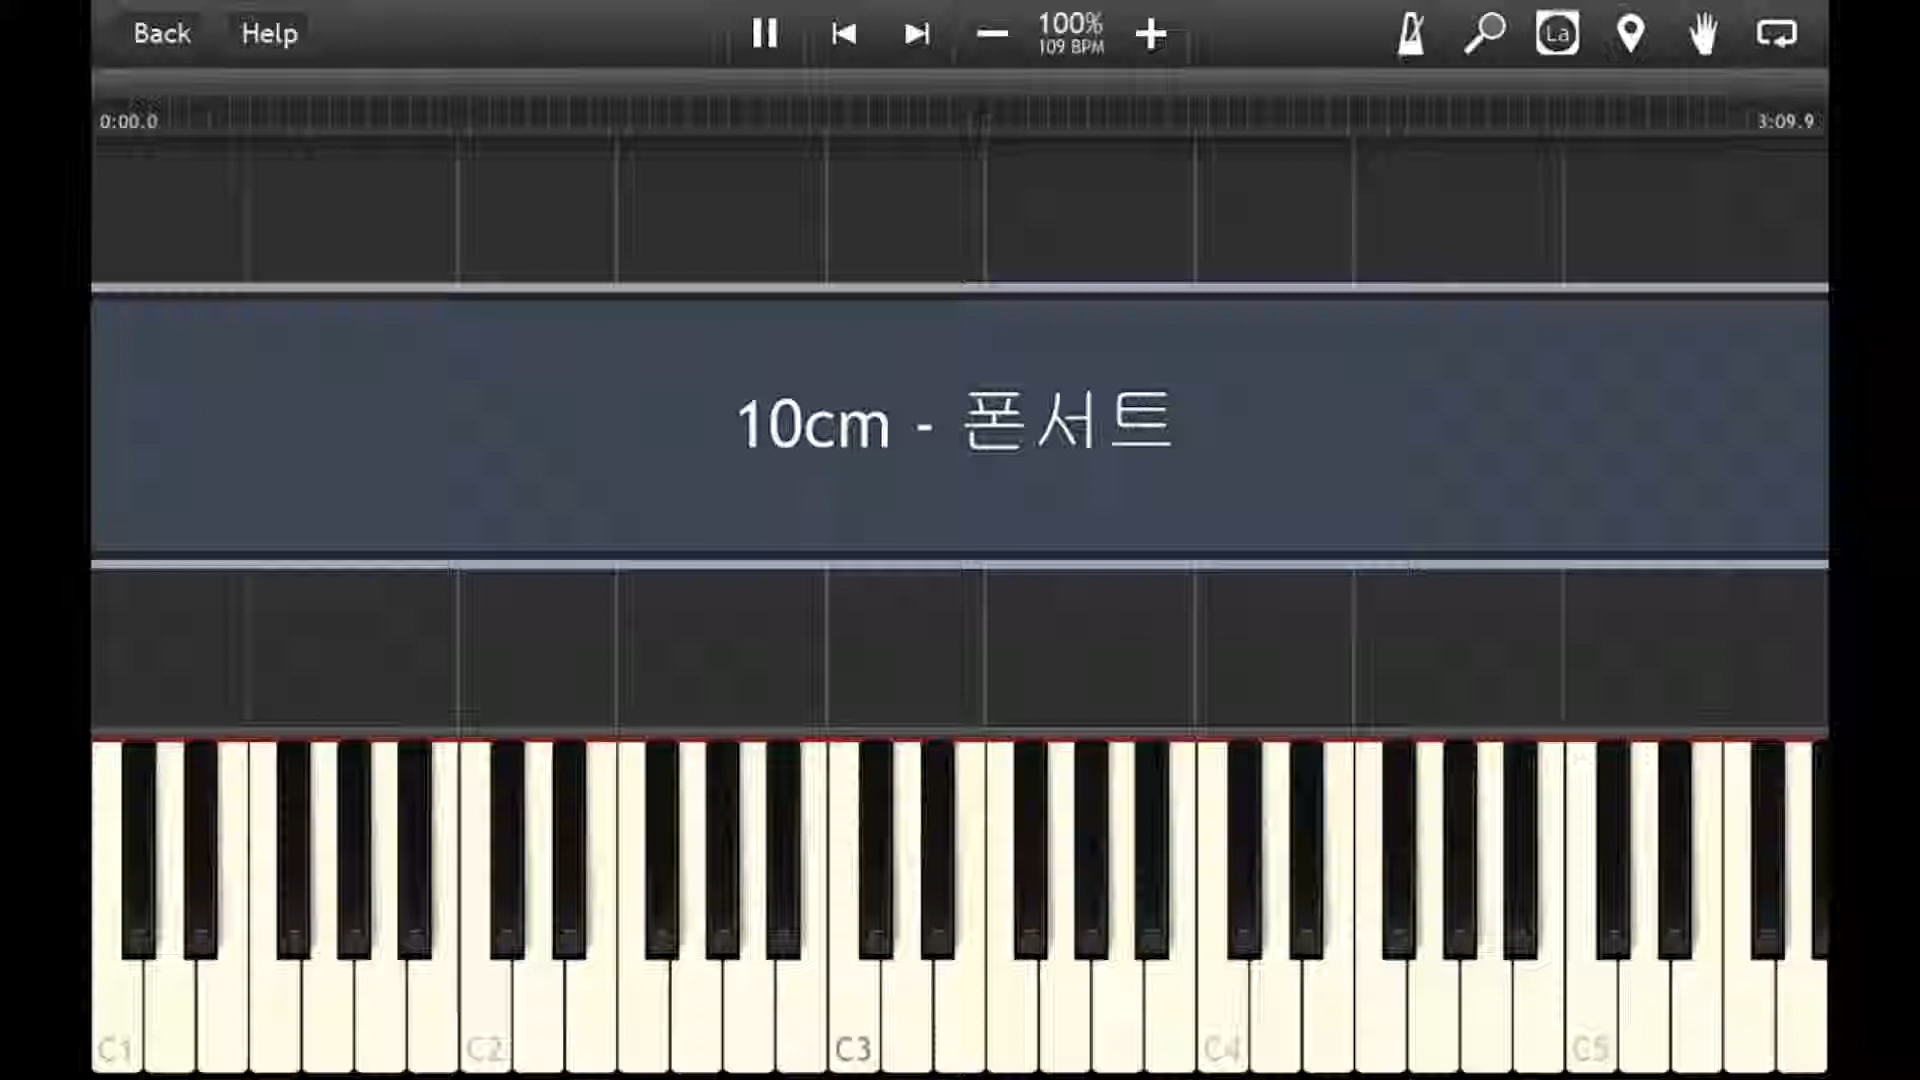 Back Help 100%
109 BPM
La
0:00.0 3:09.9
10cm - 폰서트
C1 C2 C3 C4 C5